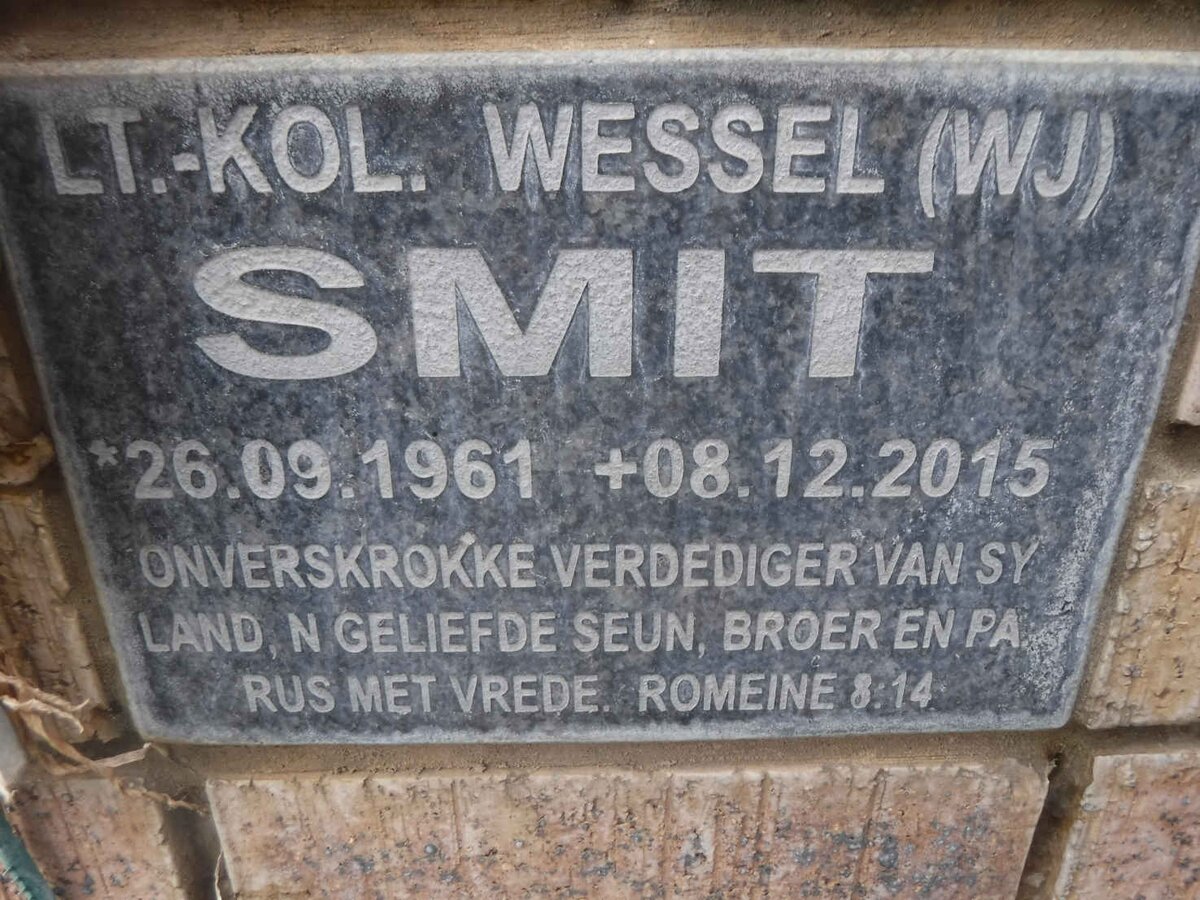 LT.-KOL. WESSEL (WJ)
SMIT
*26.09.1961 +08.12.2015
ONVERSKROKKE VERDEDIGER VAN SY
LAND, N GELIEFDE SEUN, BROER EN PA.
RUS MET VREDE. ROMEINE 8:14